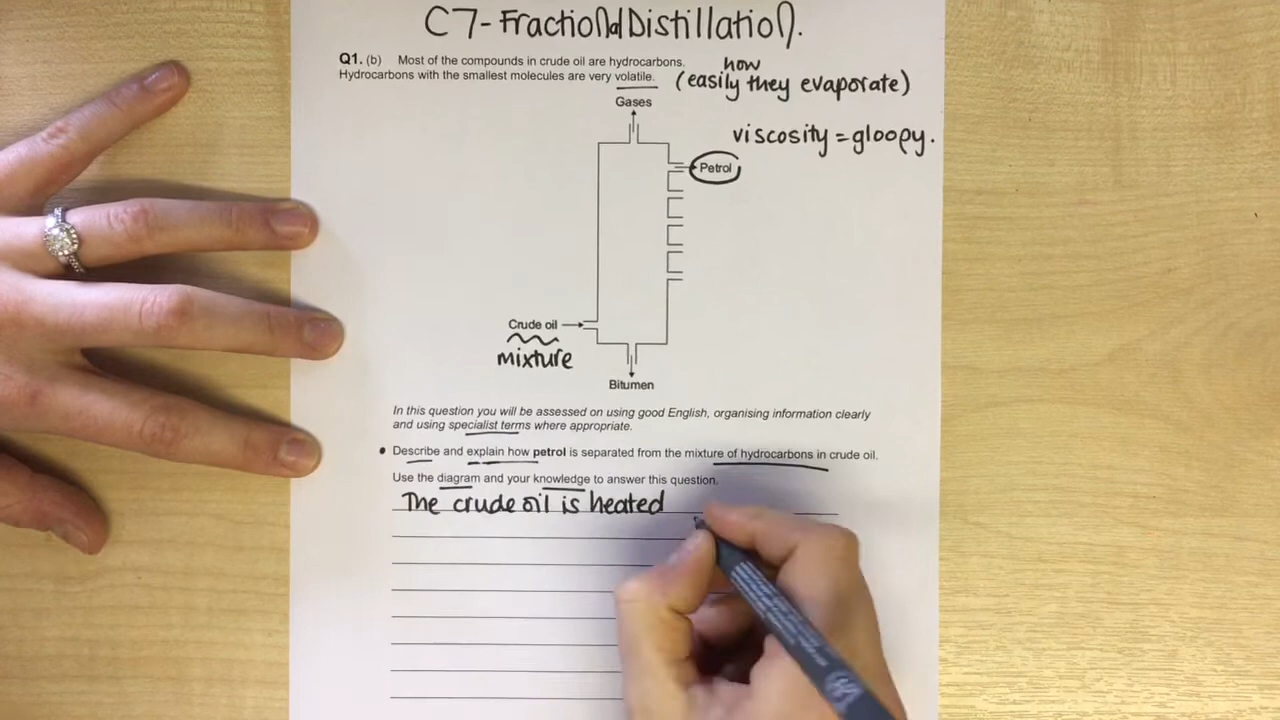 C7-Fractional Distillation.
Q1. (b) Most of the compounds in crude oil are hydrocarbons.
Hydrocarbons with the smallest molecules are very volatile.
how
(easily they evaporate)
Gases
viscosity = gloopy.
Petrol
Crude oil
mixture
Bitumen
In this question you will be assessed on using good English, organising information clearly
and using specialist terms where appropriate.
• Describe and explain how petrol is separated from the mixture of hydrocarbons in crude oil.
Use the diagram and your knowledge to answer this question.
The crude oil is heated